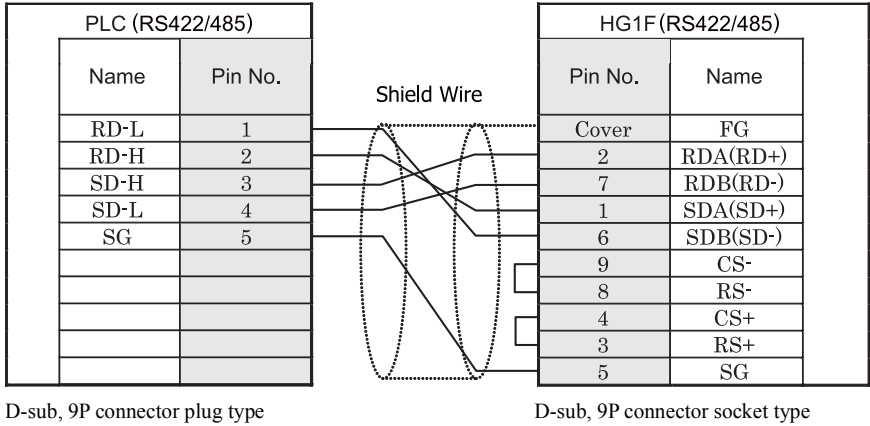 PLC (RS422/485)
Name Pin No.
RD-L 1
RD-H 2
SD-H 3
SD-L 4
SG 5
Shield Wire
HG1F(RS422/485)
Pin No. Name
Cover FG
2 RDA(RD+)
7 RDB(RD-)
1 SDA(SD+)
6 SDB(SD-)
9 CS-
8 RS-
4 CS+
3 RS+
5 SG
D-sub, 9P connector plug type
D-sub, 9P connector socket type